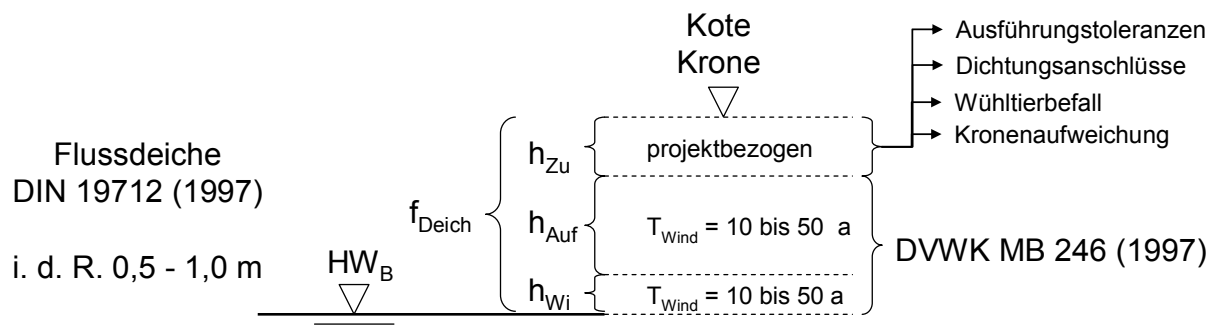 Flussdeiche
DIN 19712 (1997)
i. d. R. 0,5 - 1,0 m
HW_B
f_Deich
Kote
Krone
h_Zu
projektbezogen
h_Auf
T_Wind = 10 bis 50 a
h_Wi
T_Wind = 10 bis 50 a
Ausführungstoleranzen
Dichtungsanschlüsse
Wühltierbefall
Kronenaufweichung
DVWK MB 246 (1997)